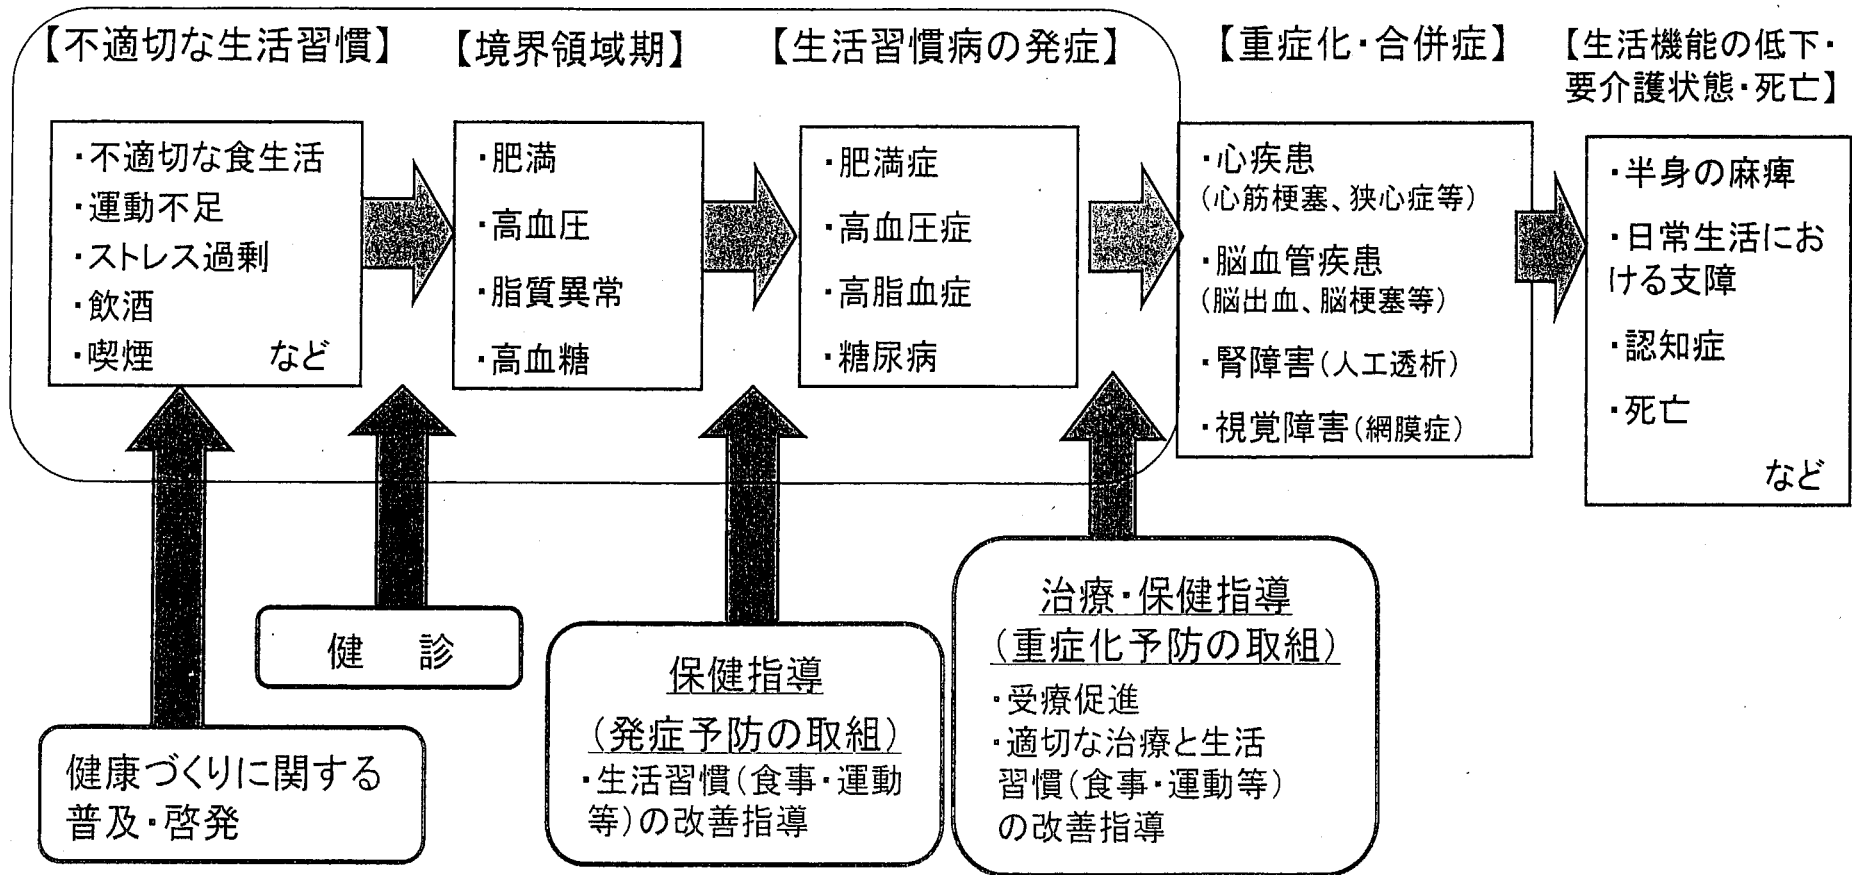 【不適切な生活習慣】
・不適切な食生活
・運動不足
・ストレス過剰
・飲酒
・喫煙 など
【境界領域期】
・肥満
・高血圧
・脂質異常
・高血糖
【生活習慣病の発症】
・肥満症
・高血圧症
・高脂血症
・糖尿病
【重症化・合併症】
・心疾患
(心筋梗塞、狭心症等)
・脳血管疾患
(脳出血、脳梗塞等)
・腎障害(人工透析)
・視覚障害(網膜症)
【生活機能の低下・
要介護状態・死亡】
・半身の麻痺
・日常生活にお
ける支障
・認知症
・死亡
など
健康づくりに関する
普及・啓発
健 診
保健指導
(発症予防の取組)
・生活習慣(食事・運動
等)の改善指導
治療・保健指導
(重症化予防の取組)
・受療促進
・適切な治療と生活
習慣(食事・運動等)
の改善指導